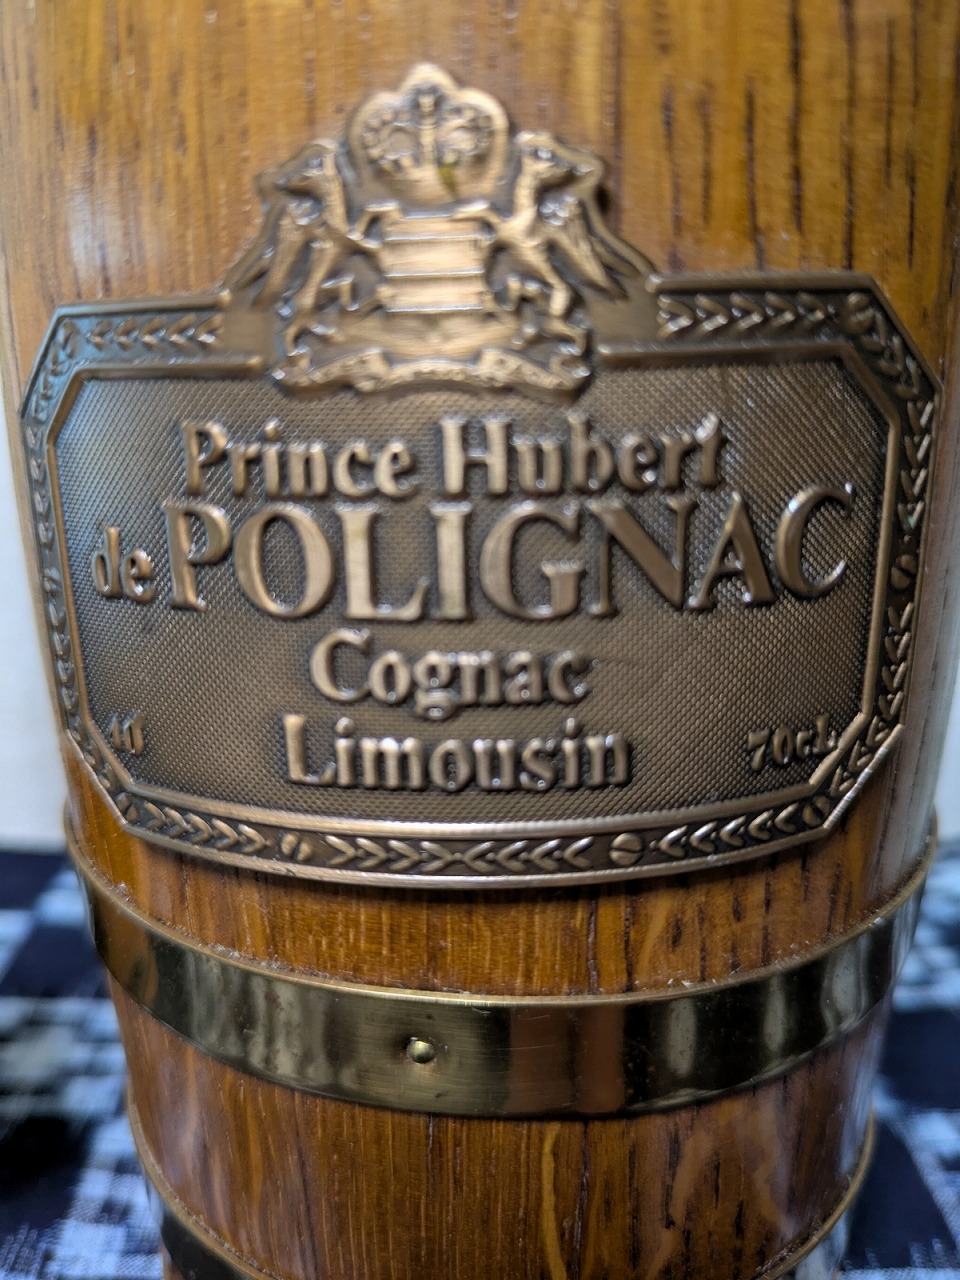 Prince Hubert
de POLIGNAC
Cognac
Limousin
70cL